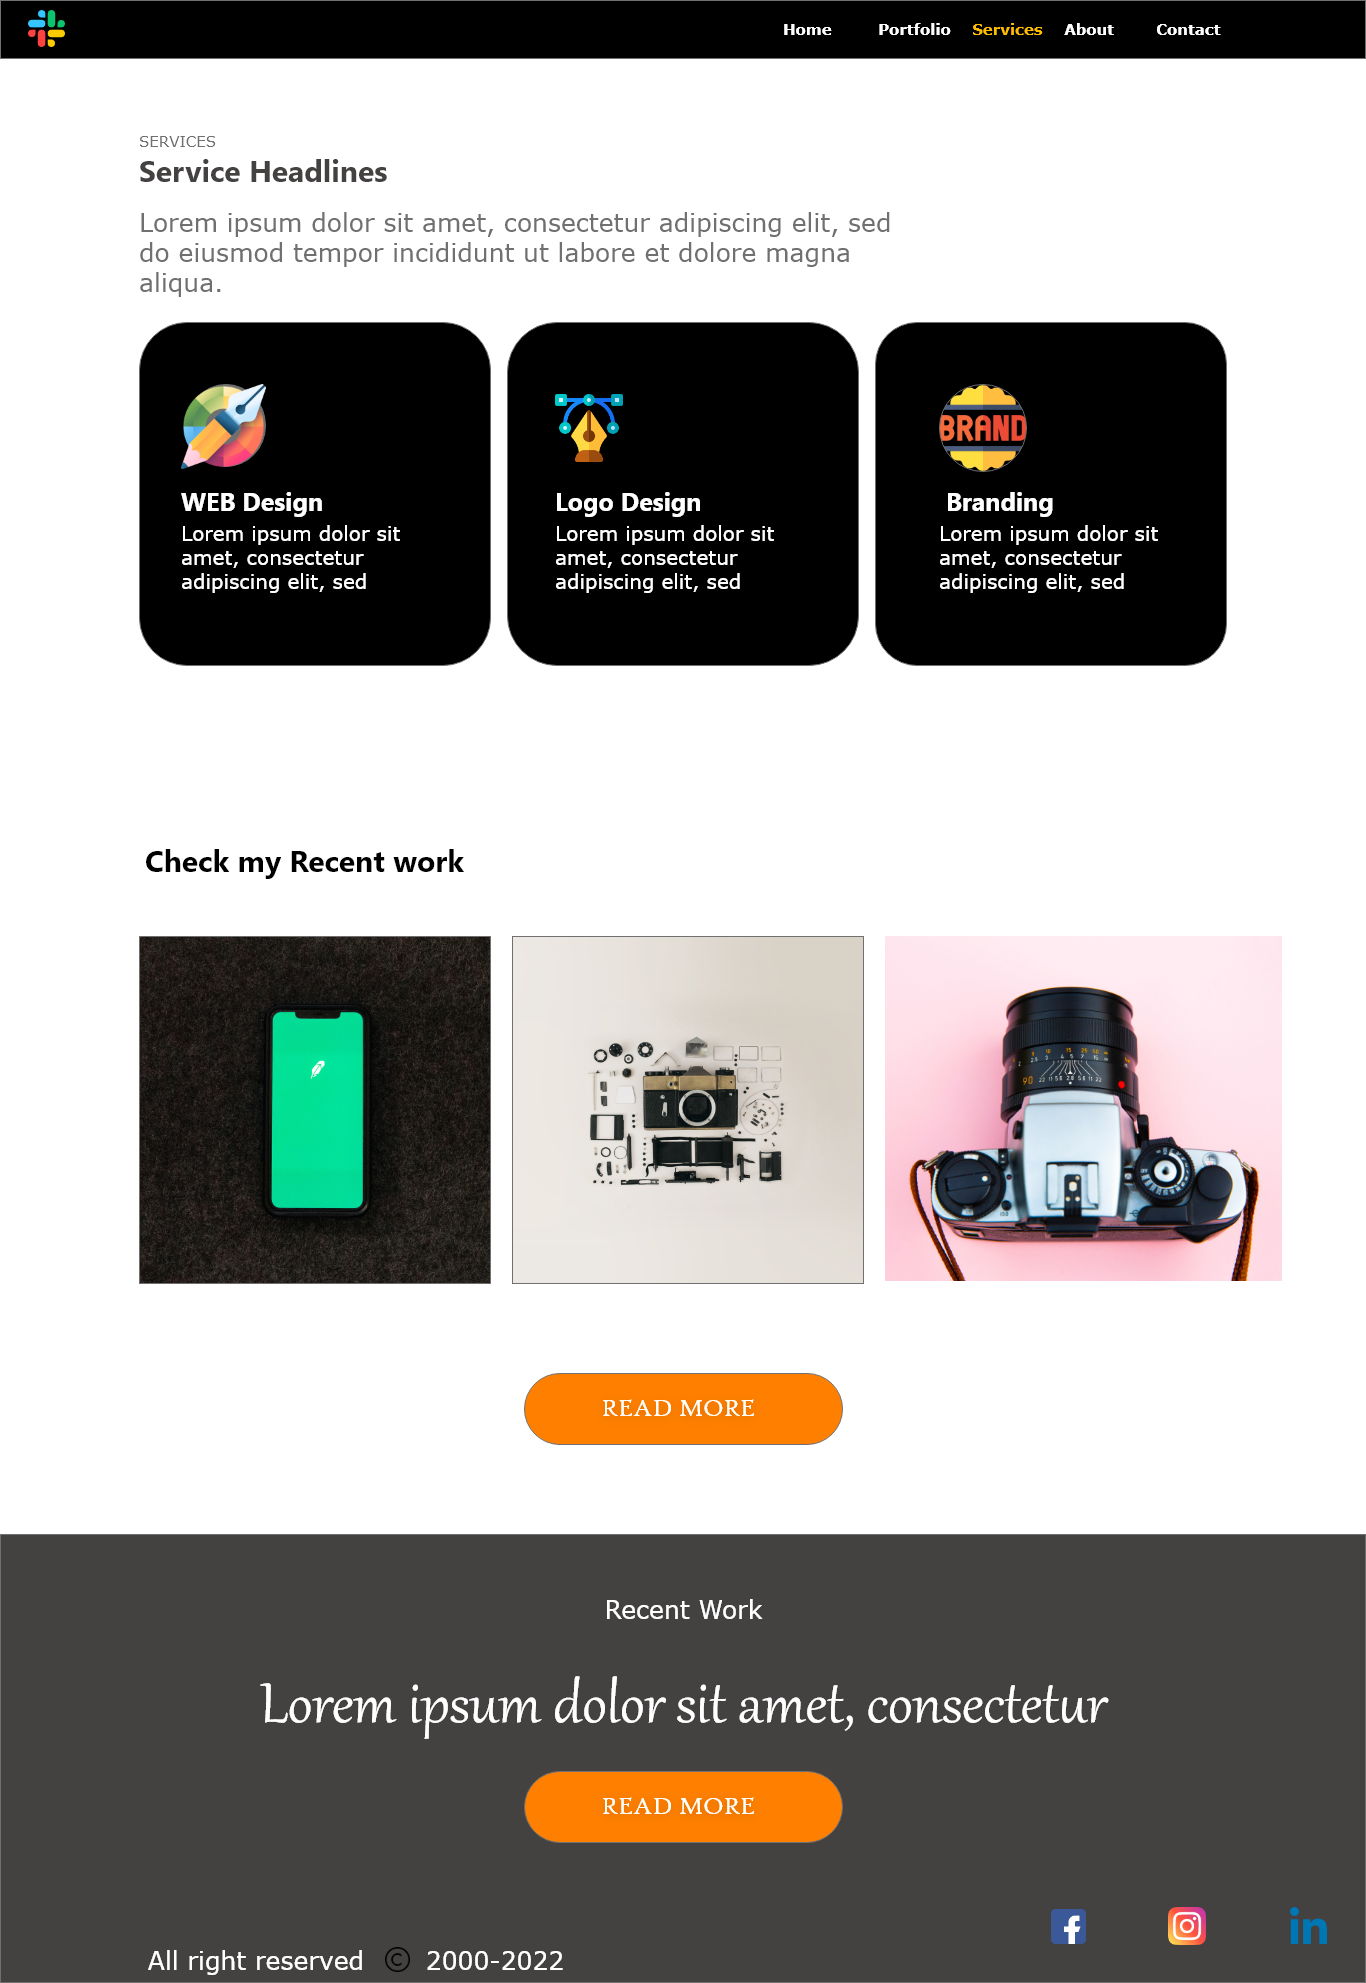 Home Portfolio Services About Contact
SERVICES
Service Headlines
Lorem ipsum dolor sit amet, consectetur adipiscing elit, sed
do eiusmod tempor incididunt ut labore et dolore magna
aliqua.
BRAND
WEB Design
Lorem ipsum dolor sit
amet, consectetur
adipiscing elit, sed
Logo Design
Lorem ipsum dolor sit
amet, consectetur
adipiscing elit, sed
Branding
Lorem ipsum dolor sit
amet, consectetur
adipiscing elit, sed
Check my Recent work
90
READ MORE
Recent Work
Lorem ipsum dolor sit amet, consectetur
READ MORE
f
in
All right reserved © 2000-2022